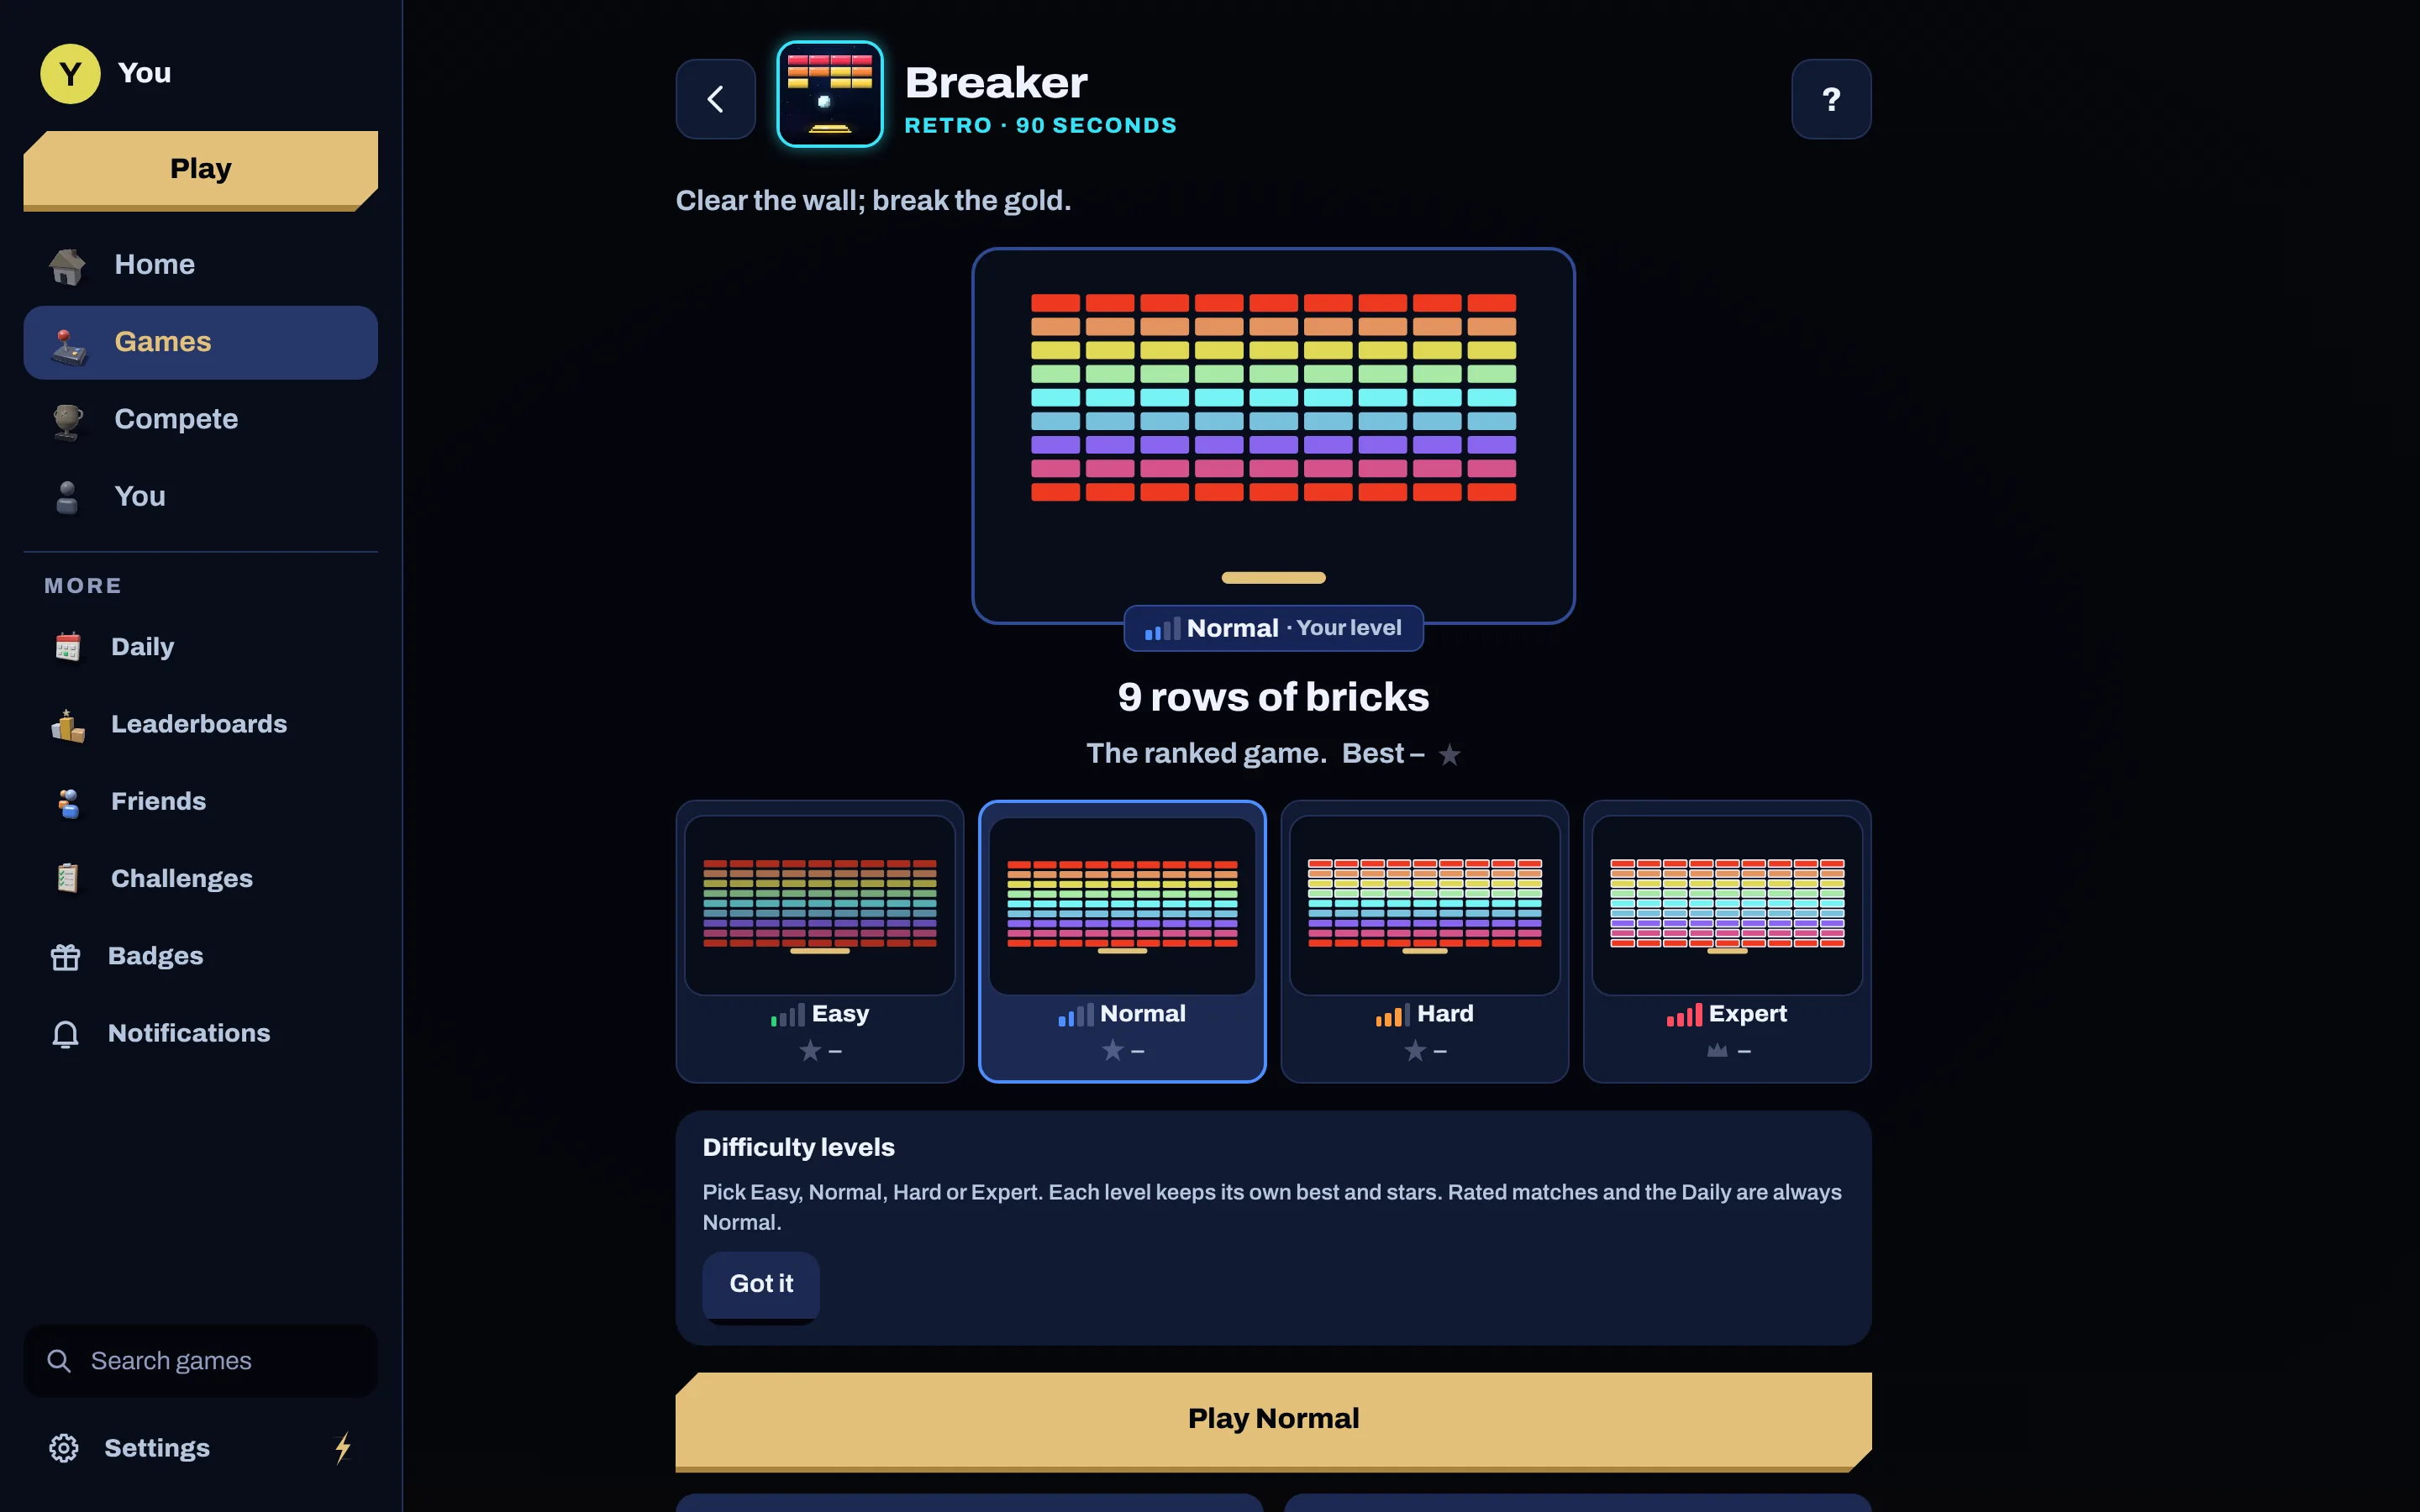 Y You
Play
Home
Games
Compete
You
MORE
Daily
Leaderboards
Friends
Challenges
Badges
Notifications
Search games
Settings
Breaker
RETRO · 90 SECONDS
?
Clear the wall; break the gold.
Normal · Your level
9 rows of bricks
The ranked game. Best –
Easy
–
Normal
–
Hard
–
Expert
–
Difficulty levels
Pick Easy, Normal, Hard or Expert. Each level keeps its own best and stars. Rated matches and the Daily are always
Normal.
Got it
Play Normal